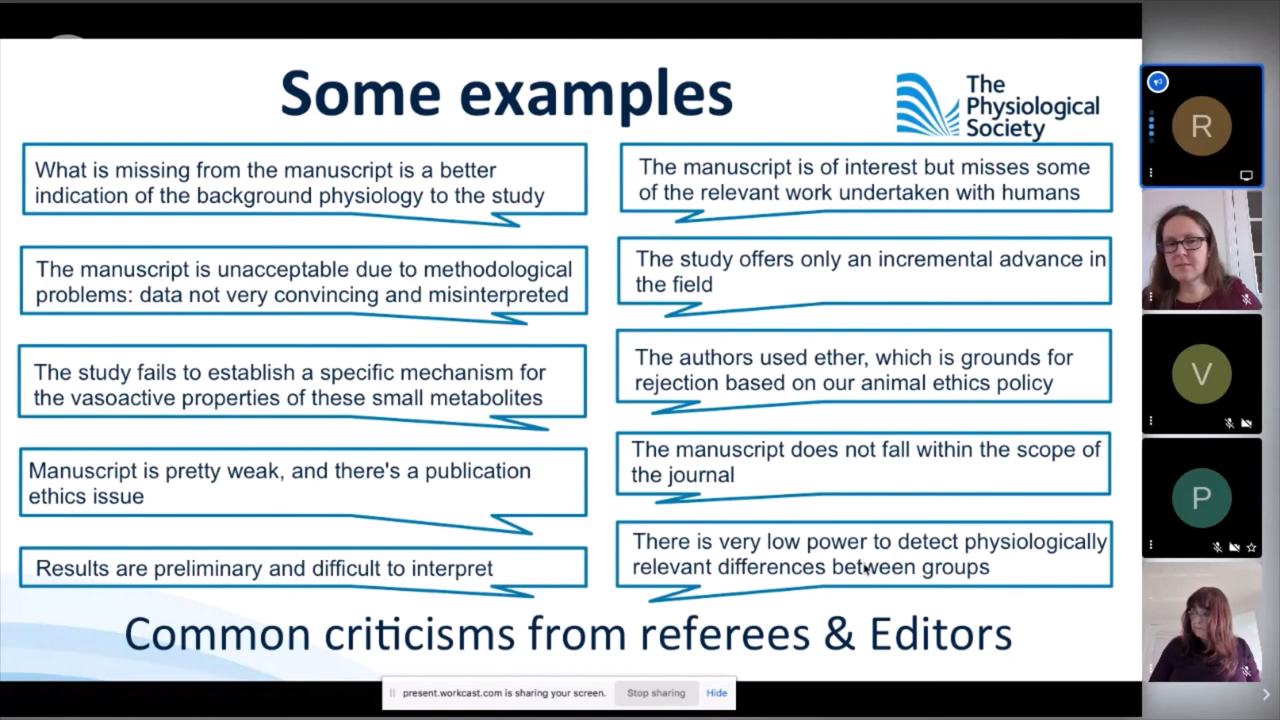 Some examples
The
Physiological
Society
What is missing from the manuscript is a better
indication of the background physiology to the study
The manuscript is unacceptable due to methodological
problems: data not very convincing and misinterpreted
The study fails to establish a specific mechanism for
the vasoactive properties of these small metabolites
Manuscript is pretty weak, and there's a publication
ethics issue
Results are preliminary and difficult to interpret
The manuscript is of interest but misses some
of the relevant work undertaken with humans
The study offers only an incremental advance in
the field
The authors used ether, which is grounds for
rejection based on our animal ethics policy
The manuscript does not fall within the scope of
the journal
There is very low power to detect physiologically
relevant differences between groups
Common criticisms from referees & Editors
present.workcast.com is sharing your screen.
Stop sharing
Hide
R
V
P